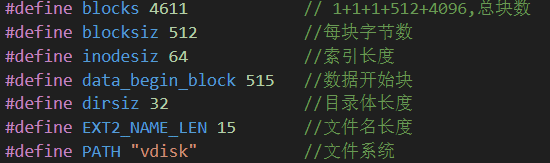 #define blocks 4611 // 1+1+1+512+4096,总块数
#define blocksiz 512 //每块字节数
#define inodesiz 64 //索引长度
#define data_begin_block 515 //数据开始块
#define dirsiz 32 //目录体长度
#define EXT2_NAME_LEN 15 //文件名长度
#define PATH "vdisk" //文件系统